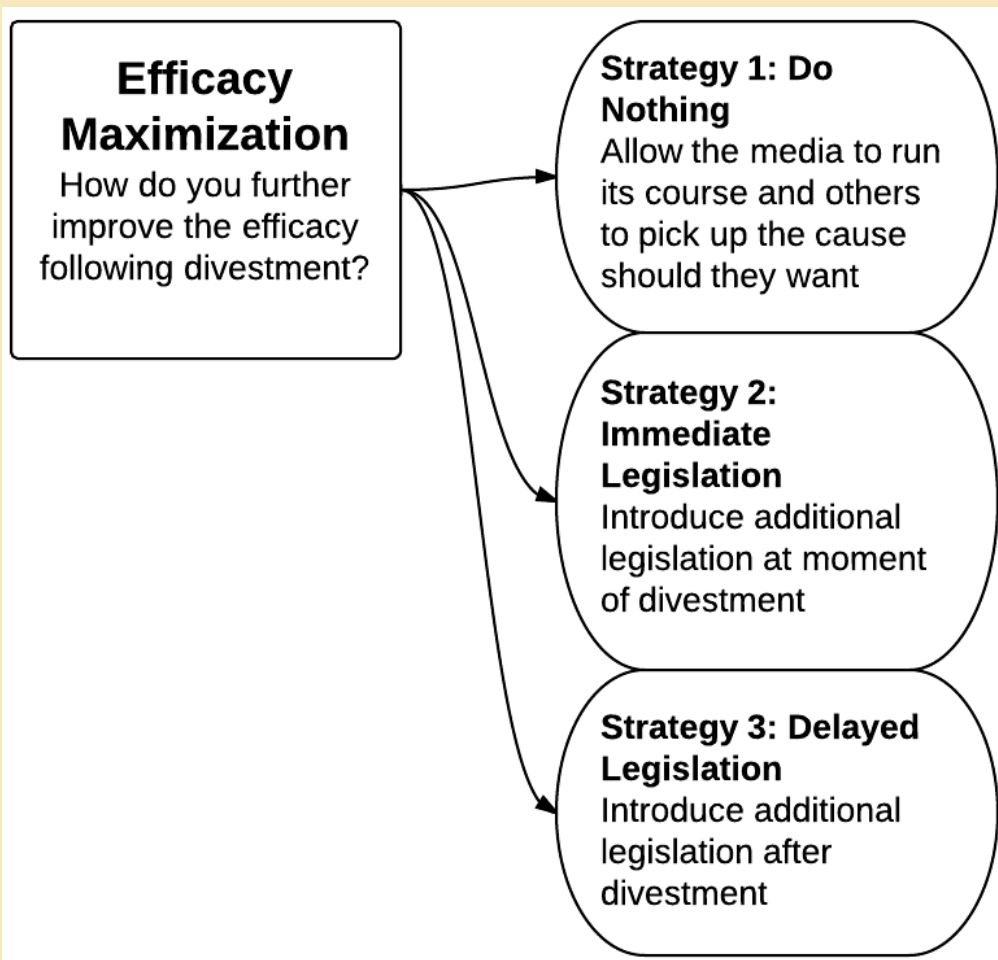 Efficacy
Maximization
How do you further
improve the efficacy
following divestment?
Strategy 1: Do
Nothing
Allow the media to run
its course and others
to pick up the cause
should they want
Strategy 2:
Immediate
Legislation
Introduce additional
legislation at moment
of divestment
Strategy 3: Delayed
Legislation
Introduce additional
legislation after
divestment